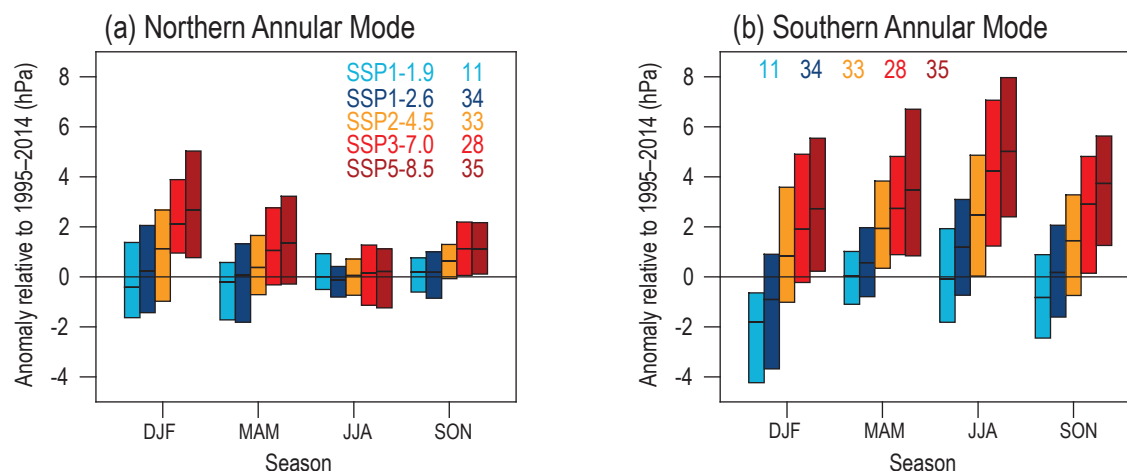 (a) Northern Annular Mode
Anomaly relative to 1995–2014 (hPa)
8
6
4
2
0
-2
-4
SSP1-1.9 11
SSP1-2.6 34
SSP2-4.5 33
SSP3-7.0 28
SSP5-8.5 35
DJF MAM JJA SON
Season
(b) Southern Annular Mode
Anomaly relative to 1995–2014 (hPa)
8
6
4
2
0
-2
-4
11 34 33 28 35
DJF MAM JJA SON
Season